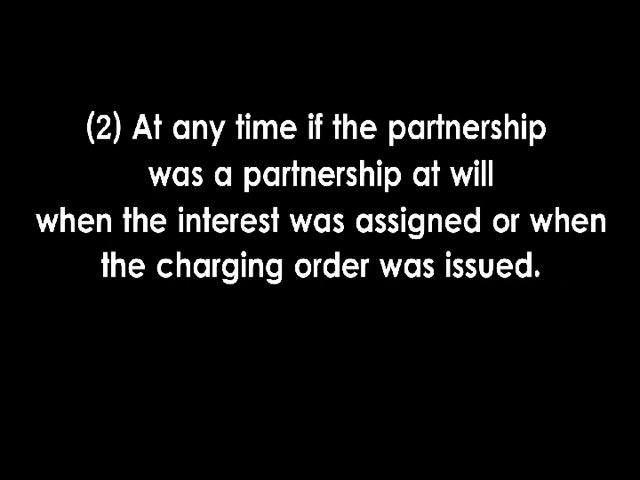 (2) At any time if the partnership
was a partnership at will
when the interest was assigned or when
the charging order was issued.